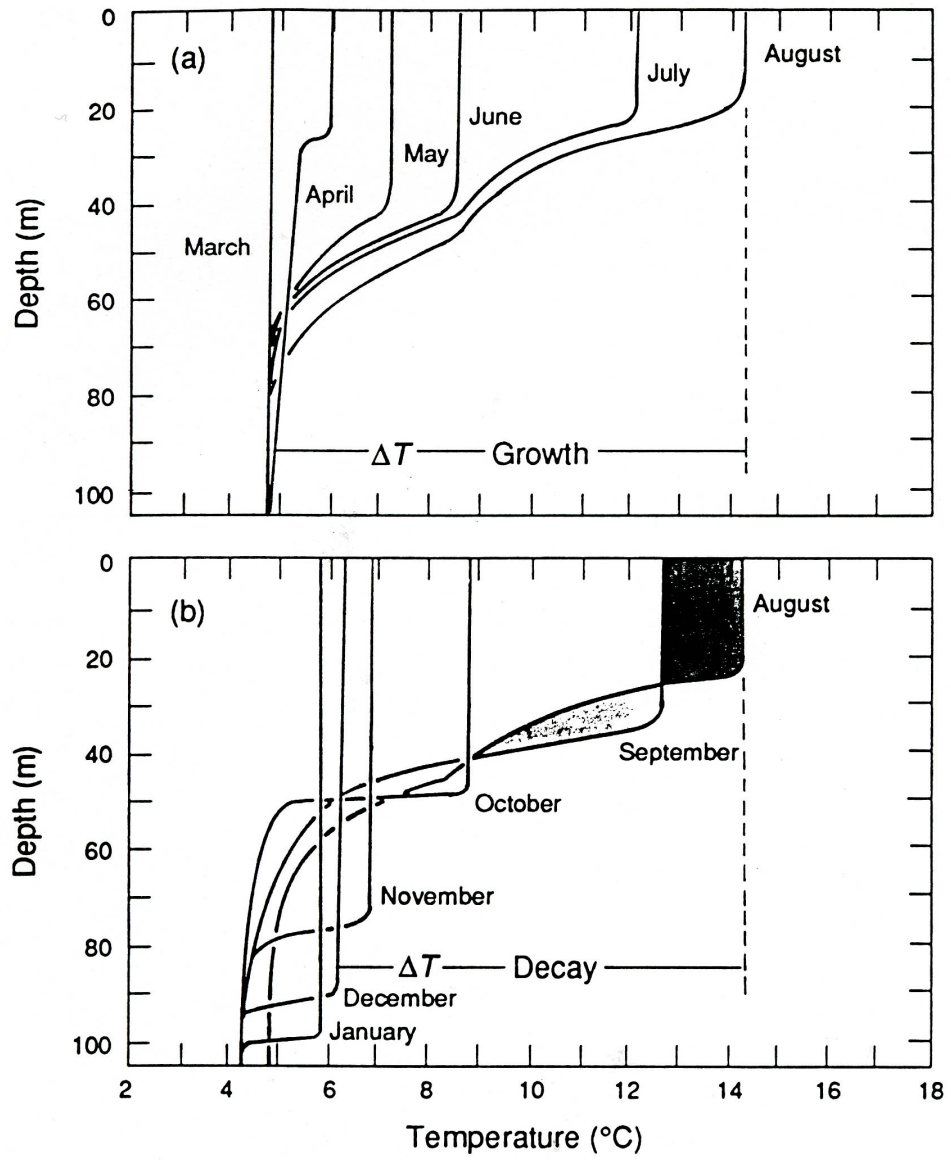 0
(a)
August
July
20
June
May
40
April
March
Depth (m)
60
80
ΔT
Growth
100
0
(b)
August
20
40
September
October
Depth (m)
60
November
80
ΔT
Decay
December
January
100
2
4
6
8
10
12
14
16
18
Temperature (°C)